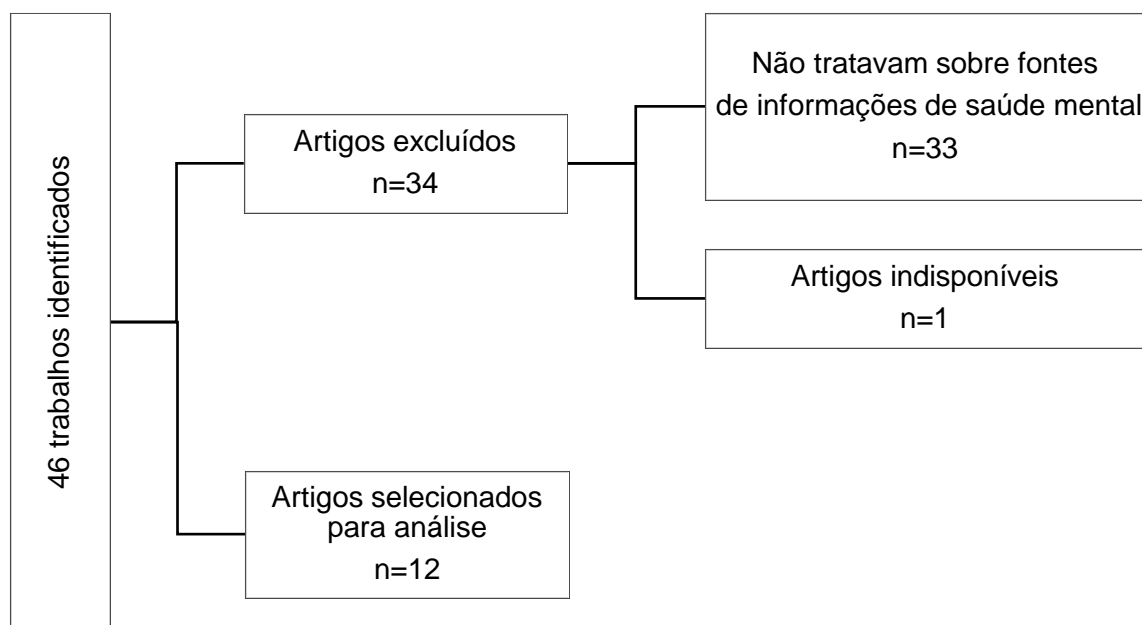 46 trabalhos identificados
Artigos excluídos
n=34
Não tratavam sobre fontes
de informações de saúde mental
n=33
Artigos indisponíveis
n=1
Artigos selecionados
para análise
n=12